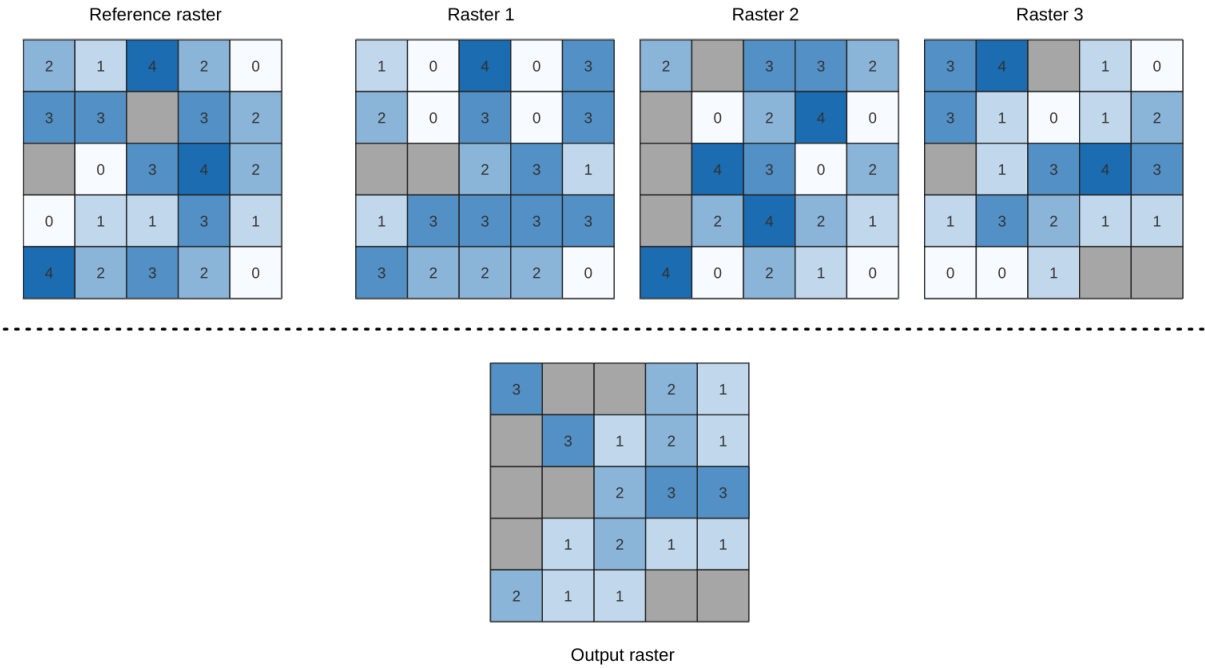 Reference raster Raster 1 Raster 2 Raster 3
2 1 4 2 0 1 0 4 0 3 2 3 3 2 3 4 1 0
3 3 3 2 2 0 3 0 3 0 2 4 0 3 1 0 1 2
0 3 4 2 2 3 1 4 3 0 2 1 3 4 3
0 1 1 3 1 1 3 3 3 3 2 4 2 1 1 3 2 1 1
4 2 3 2 0 3 2 2 2 0 4 0 2 1 0 0 0 1
3 2 1
3 1 2 1
2 3 3
1 2 1 1
2 1 1
Output raster